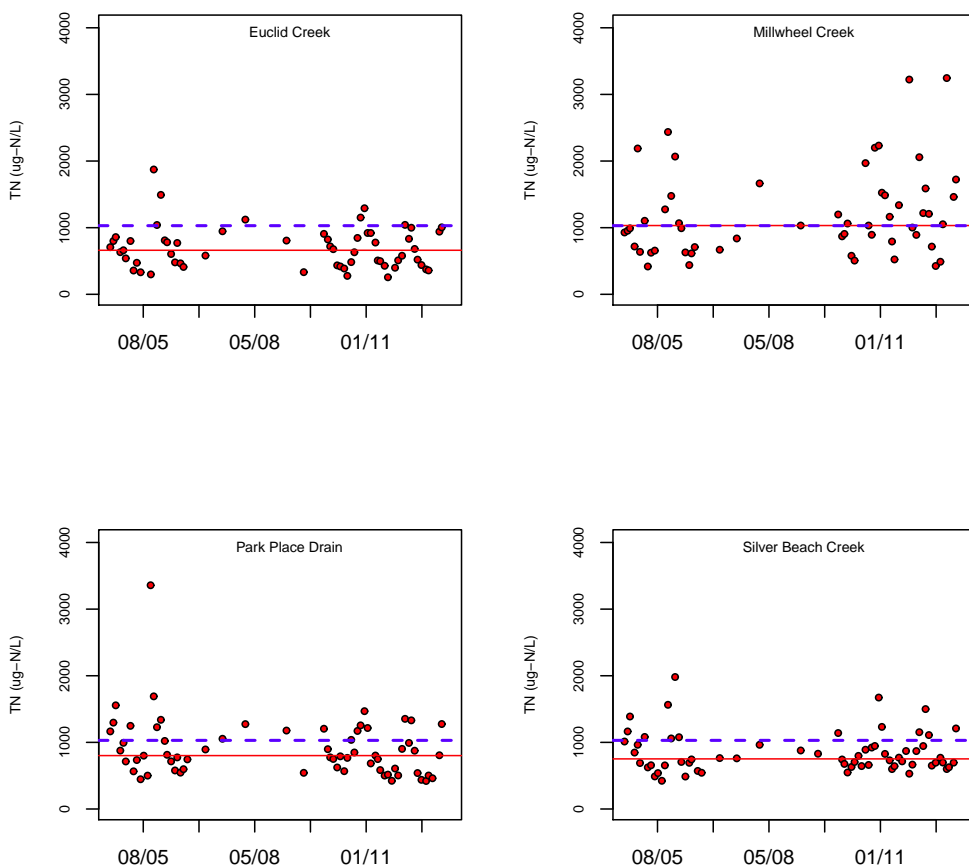 Euclid Creek
TN (ug−N/L)
4000
3000
2000
1000
0
08/05 05/08 01/11
Millwheel Creek
TN (ug−N/L)
4000
3000
2000
1000
0
08/05 05/08 01/11
Park Place Drain
TN (ug−N/L)
4000
3000
2000
1000
0
08/05 05/08 01/11
Silver Beach Creek
TN (ug−N/L)
4000
3000
2000
1000
0
08/05 05/08 01/11